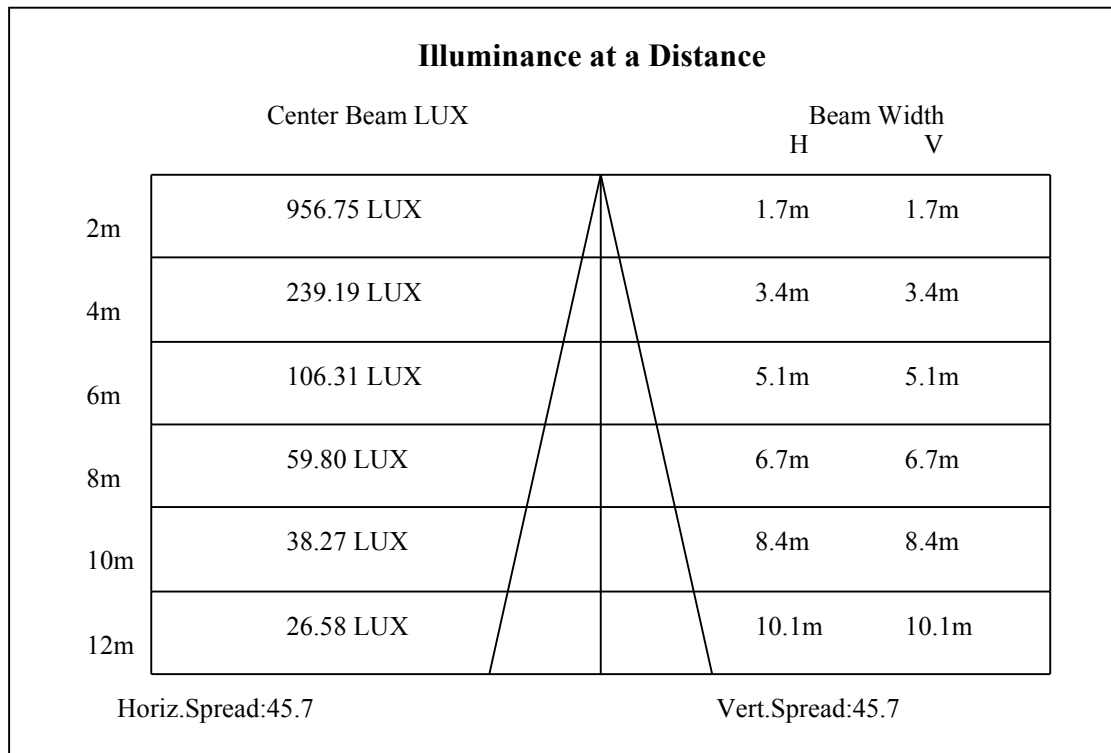 Illuminance at a Distance
Center Beam LUX Beam Width
H V
2m 956.75 LUX 1.7m 1.7m
4m 239.19 LUX 3.4m 3.4m
6m 106.31 LUX 5.1m 5.1m
8m 59.80 LUX 6.7m 6.7m
10m 38.27 LUX 8.4m 8.4m
12m 26.58 LUX 10.1m 10.1m
Horiz.Spread:45.7 Vert.Spread:45.7